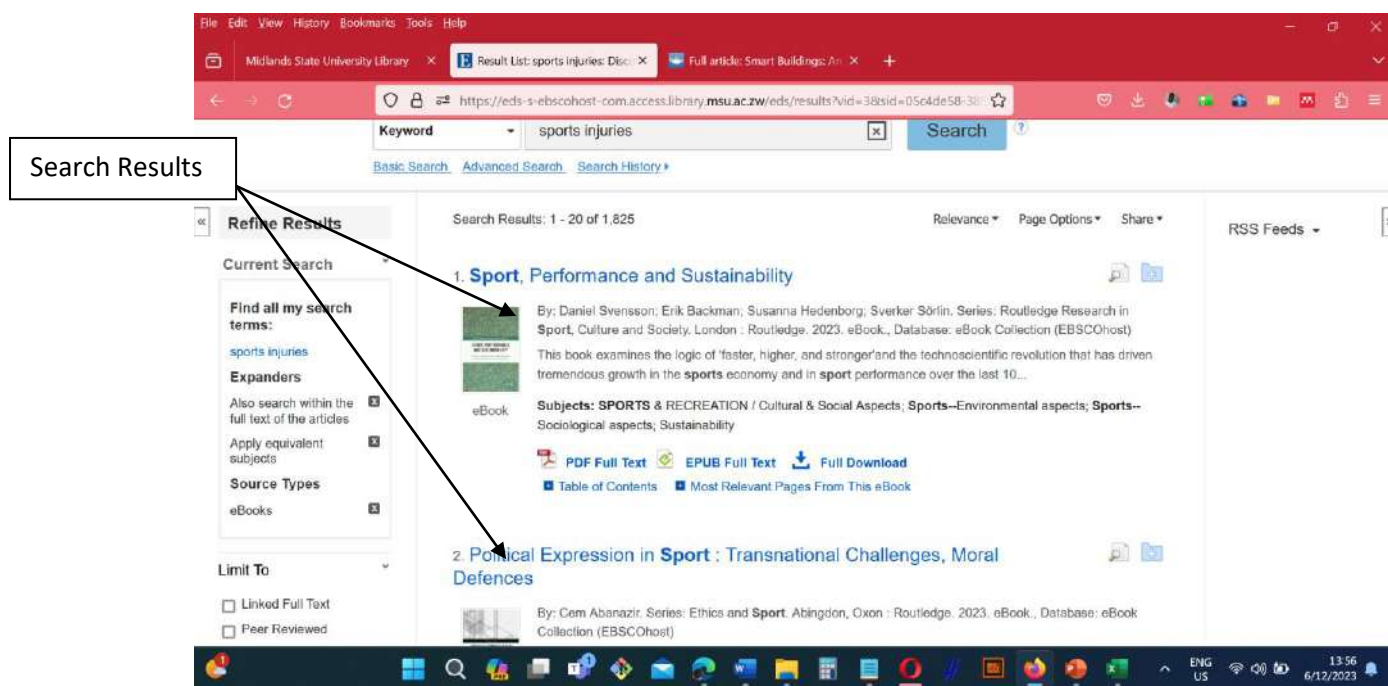 File Edit View History Bookmarks Tools Help
Midlands State University Library
Result List: sports injuries: Disc
Full article: Smart Buildings: An
https://eds-s-ebscohost-com.access.library.msu.ac.zw/eds/results?vid=3&sid=05c4de58-38
Keyword
sports injuries
Search
Basic Search Advanced Search Search History
Search Results
Refine Results
Search Results: 1 - 20 of 1,825
Relevance Page Options Share
RSS Feeds
Current Search
Find all my search
terms:
sports injuries
Expanders
Also search within the
full text of the articles
Apply equivalent
subjects
Source Types
eBooks
Limit To
Linked Full Text
Peer Reviewed
1. Sport, Performance and Sustainability
By: Daniel Svensson; Erik Backman; Susanna Hedenborg; Sverker Sörlin. Series: Routledge Research in
Sport, Culture and Society. London : Routledge. 2023. eBook., Database: eBook Collection (EBSCOhost)
This book examines the logic of 'faster, higher, and stronger'and the technoscientific revolution that has driven
tremendous growth in the sports economy and in sport performance over the last 10...
eBook
Subjects: SPORTS & RECREATION / Cultural & Social Aspects; Sports--Environmental aspects; Sports--
Sociological aspects; Sustainability
PDF Full Text EPUB Full Text Full Download
Table of Contents Most Relevant Pages From This eBook
2. Political Expression in Sport : Transnational Challenges, Moral
Defences
By: Cem Abanazir. Series: Ethics and Sport. Abingdon, Oxon : Routledge. 2023. eBook., Database: eBook
Collection (EBSCOhost)
ENG
US
13:56
6/12/2023